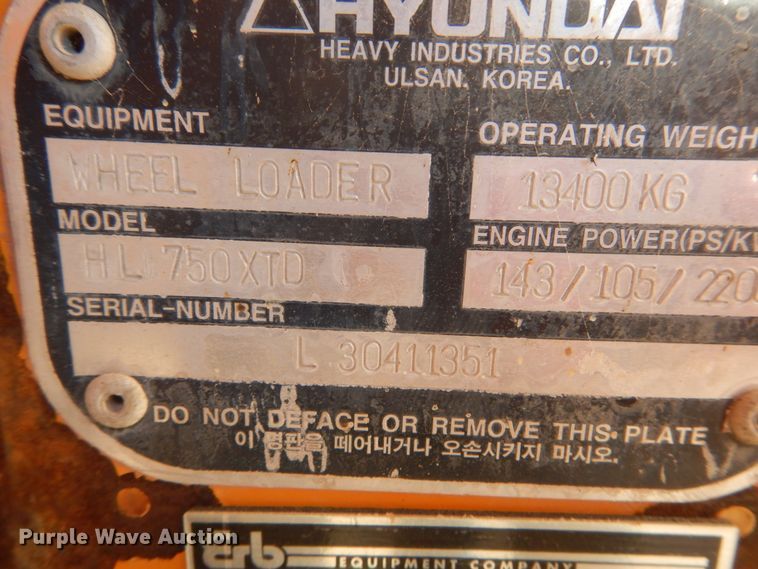 HYUNDAI
HEAVY INDUSTRIES CO., LTD.
ULSAN. KOREA.
EQUIPMENT
WHEEL LOADER
OPERATING WEIGH
13400KG
MODEL
HL 750XTD
ENGINE POWER(PS/K
143/105/220
SERIAL-NUMBER
L 30411351
DO NOT DEFACE OR REMOVE THIS PLATE
이 명판을 떼어내거나 오손시키지 마시오.
crb
EQUIPMENT COMPANY
Purple Wave Auction